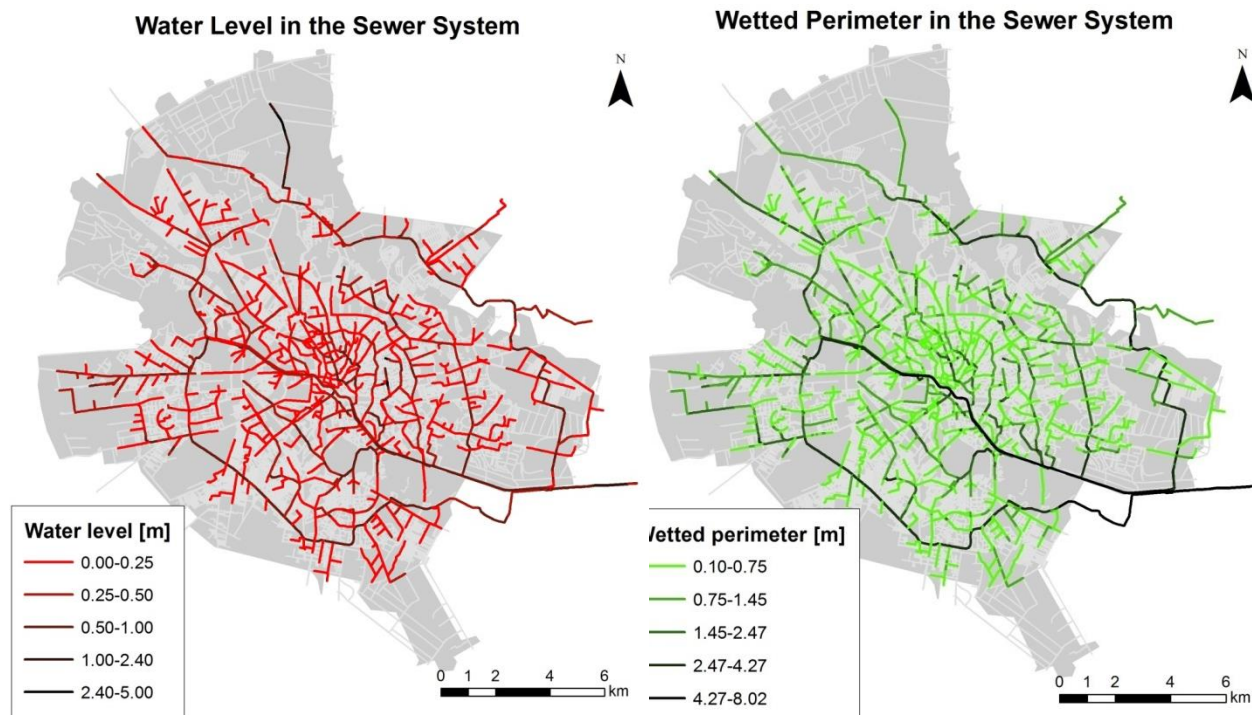 Water Level in the Sewer System
N
Water level [m]
0.00-0.25
0.25-0.50
0.50-1.00
1.00-2.40
2.40-5.00
0 1 2 4 6
km
Wetted Perimeter in the Sewer System
N
Wetted perimeter [m]
0.10-0.75
0.75-1.45
1.45-2.47
2.47-4.27
4.27-8.02
0 1 2 4 6
km